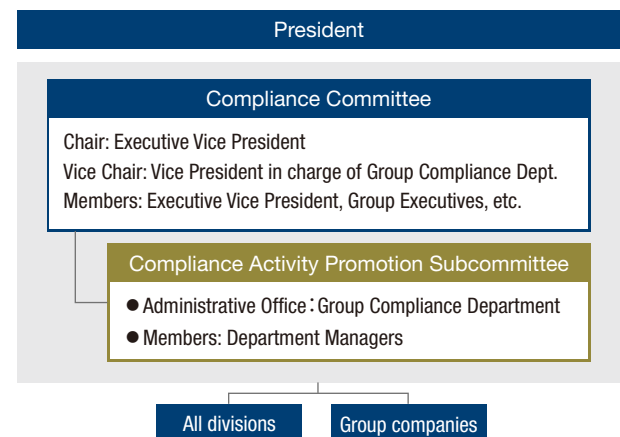 President
Compliance Committee
Chair: Executive Vice President
Vice Chair: Vice President in charge of Group Compliance Dept.
Members: Executive Vice President, Group Executives, etc.
Compliance Activity Promotion Subcommittee
● Administrative Office：Group Compliance Department
● Members: Department Managers
All divisions
Group companies